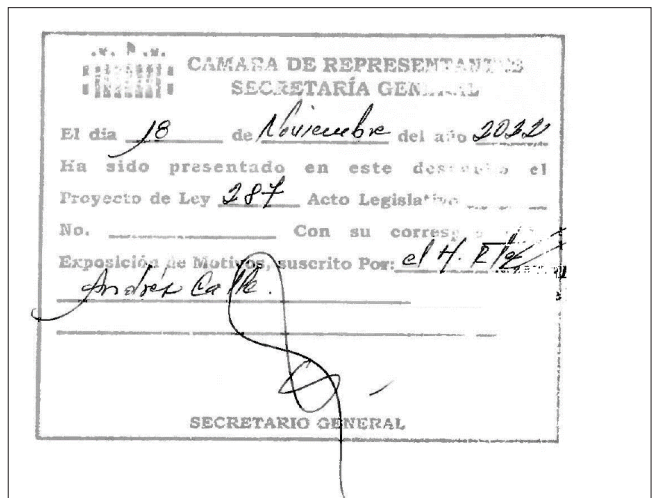 CAMARA DE REPRESENTANTES
SECRETARÍA GENERAL
El día 18 de Noviembre del año 2022
Ha sido presentado en este despacho el
Proyecto de Ley 287 Acto Legislativo
No. Con su
Exposición de Motivos, suscrito Por: el H.
Andrés Calle.
SECRETARIO GENERAL